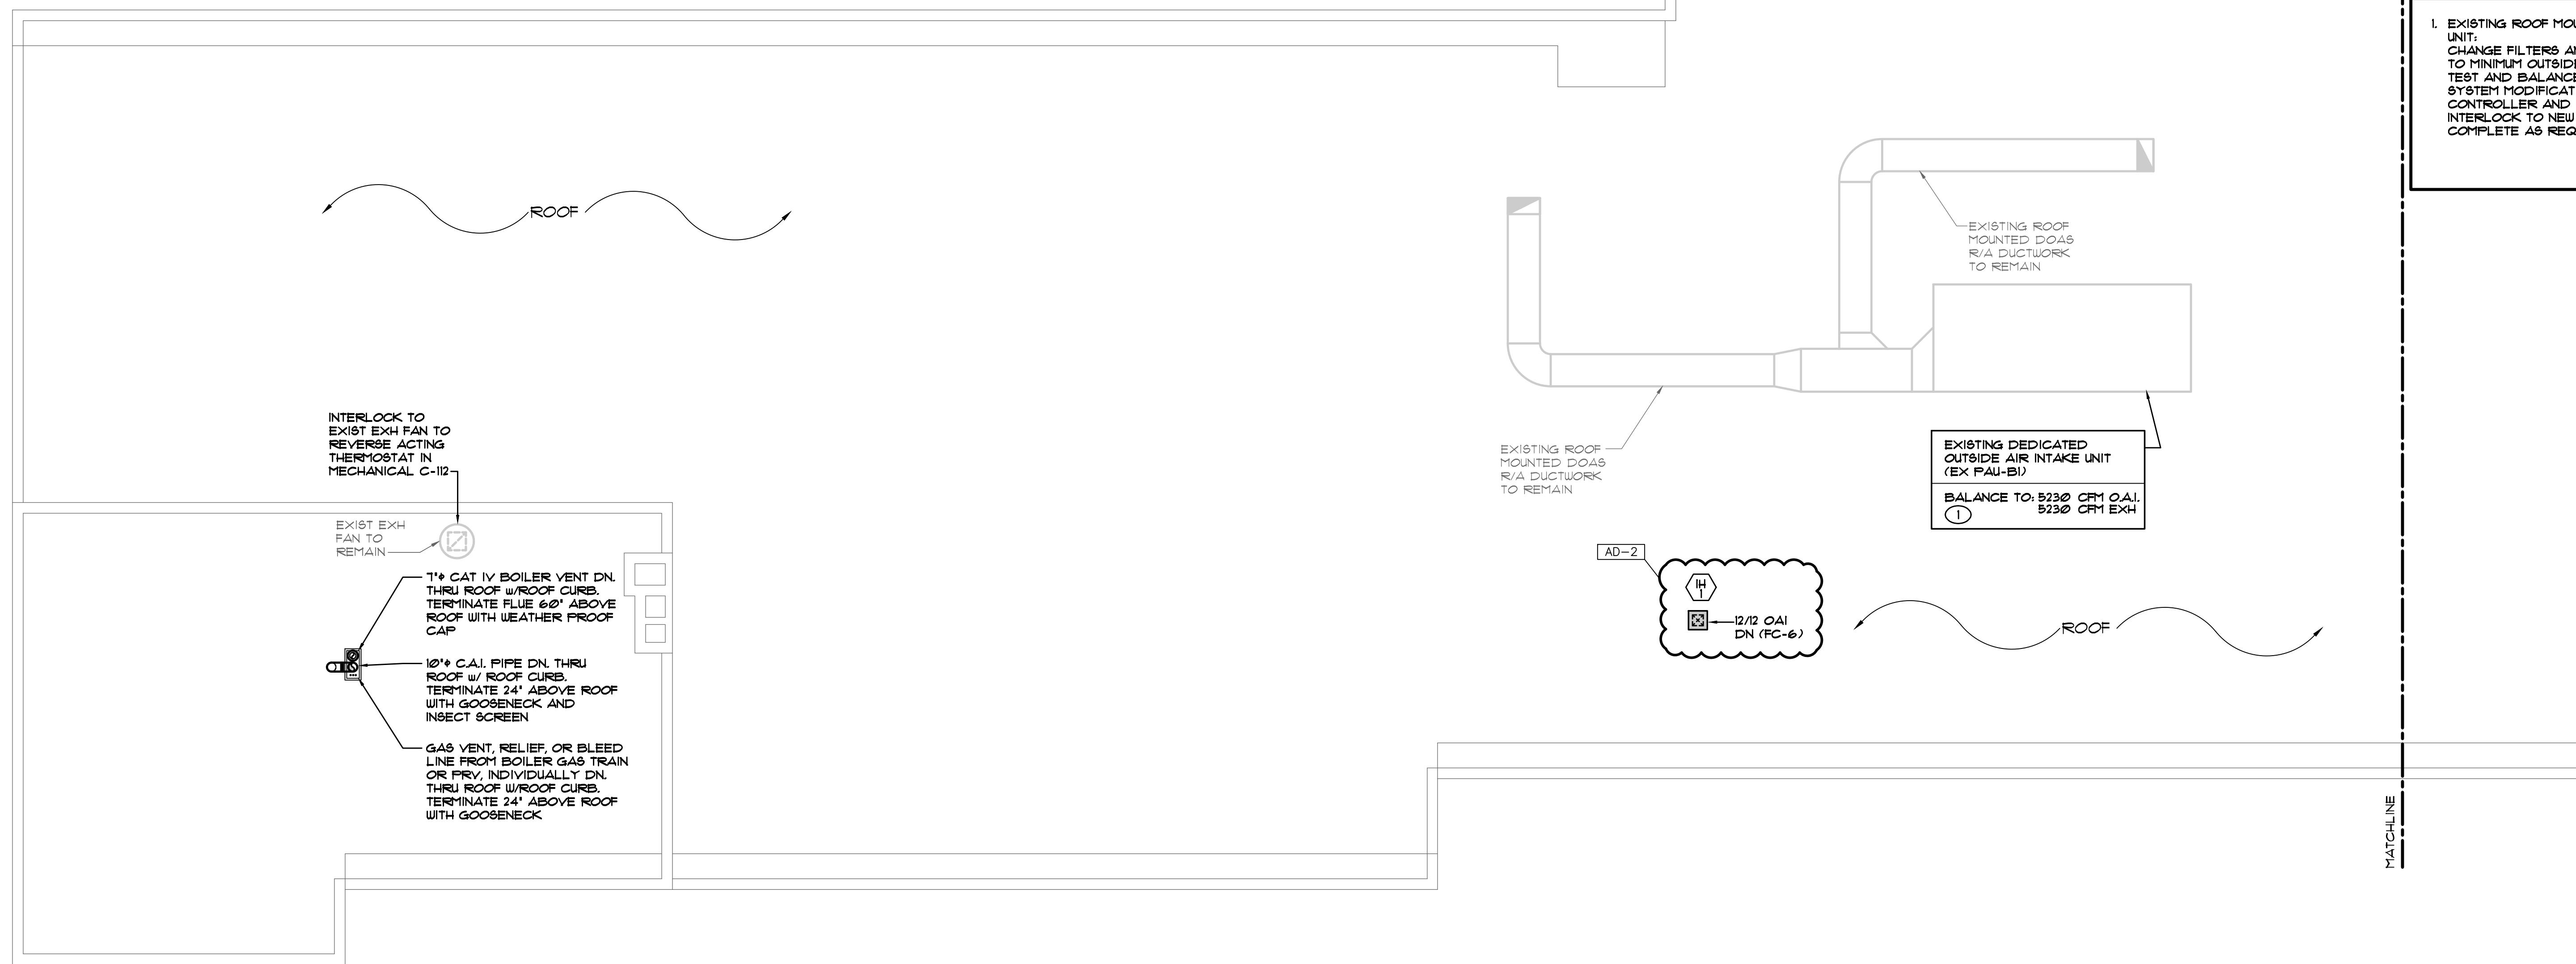 1. EXISTING ROOF
UNIT:
CHANGE FILTERS
TO MINIMUM
TEST AND
SYSTEM
CONTROLLER AND
INTERLOCK TO NEW
COMPLETE AS
ROOF
EXISTING ROOF
MOUNTED DOAS
R/A DUCTWORK
TO REMAIN
INTERLOCK TO
EXIST EXH FAN TO
REVERSE ACTING
THERMOSTAT IN
MECHANICAL C-112
EXISTING ROOF
MOUNTED DOAS
R/A DUCTWORK
TO REMAIN
EXISTING DEDICATED
OUTSIDE AIR INTAKE UNIT
(EX PAU-B1)
BALANCE TO: 5230 CFM O.A.I.
5230 CFM EXH
1
EXIST EXH
FAN TO
REMAIN
7"ϕ CAT IV BOILER VENT DN.
THRU ROOF w/ROOF CURB.
TERMINATE FLUE 60" ABOVE
ROOF WITH WEATHER PROOF
CAP
10"ϕ C.A.I. PIPE DN. THRU
ROOF w/ ROOF CURB.
TERMINATE 24" ABOVE ROOF
WITH GOOSENECK AND
INSECT SCREEN
GAS VENT, RELIEF, OR BLEED
LINE FROM BOILER GAS TRAIN
OR PRV, INDIVIDUALLY DN.
THRU ROOF W/ROOF CURB.
TERMINATE 24" ABOVE ROOF
WITH GOOSENECK
AD-2
IH
1
12/12 OAI
DN (FC-6)
ROOF
MATCHLINE